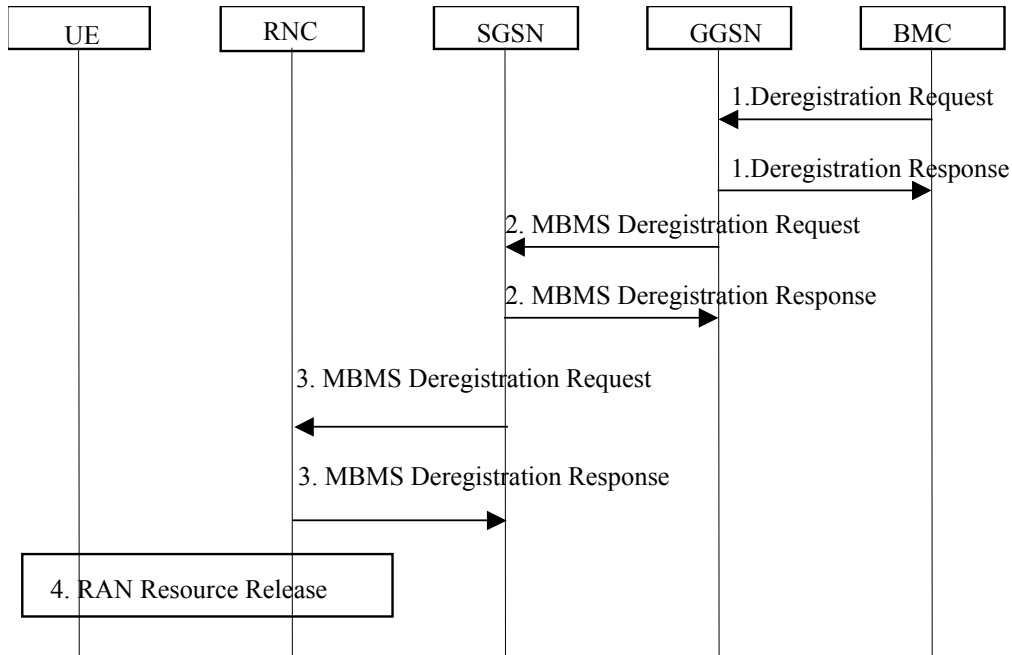 UE
RNC
SGSN
GGSN
BMC
1.Deregistration Request
1.Deregistration Response
2. MBMS Deregistration Request
2. MBMS Deregistration Response
3. MBMS Deregistration Request
3. MBMS Deregistration Response
4. RAN Resource Release